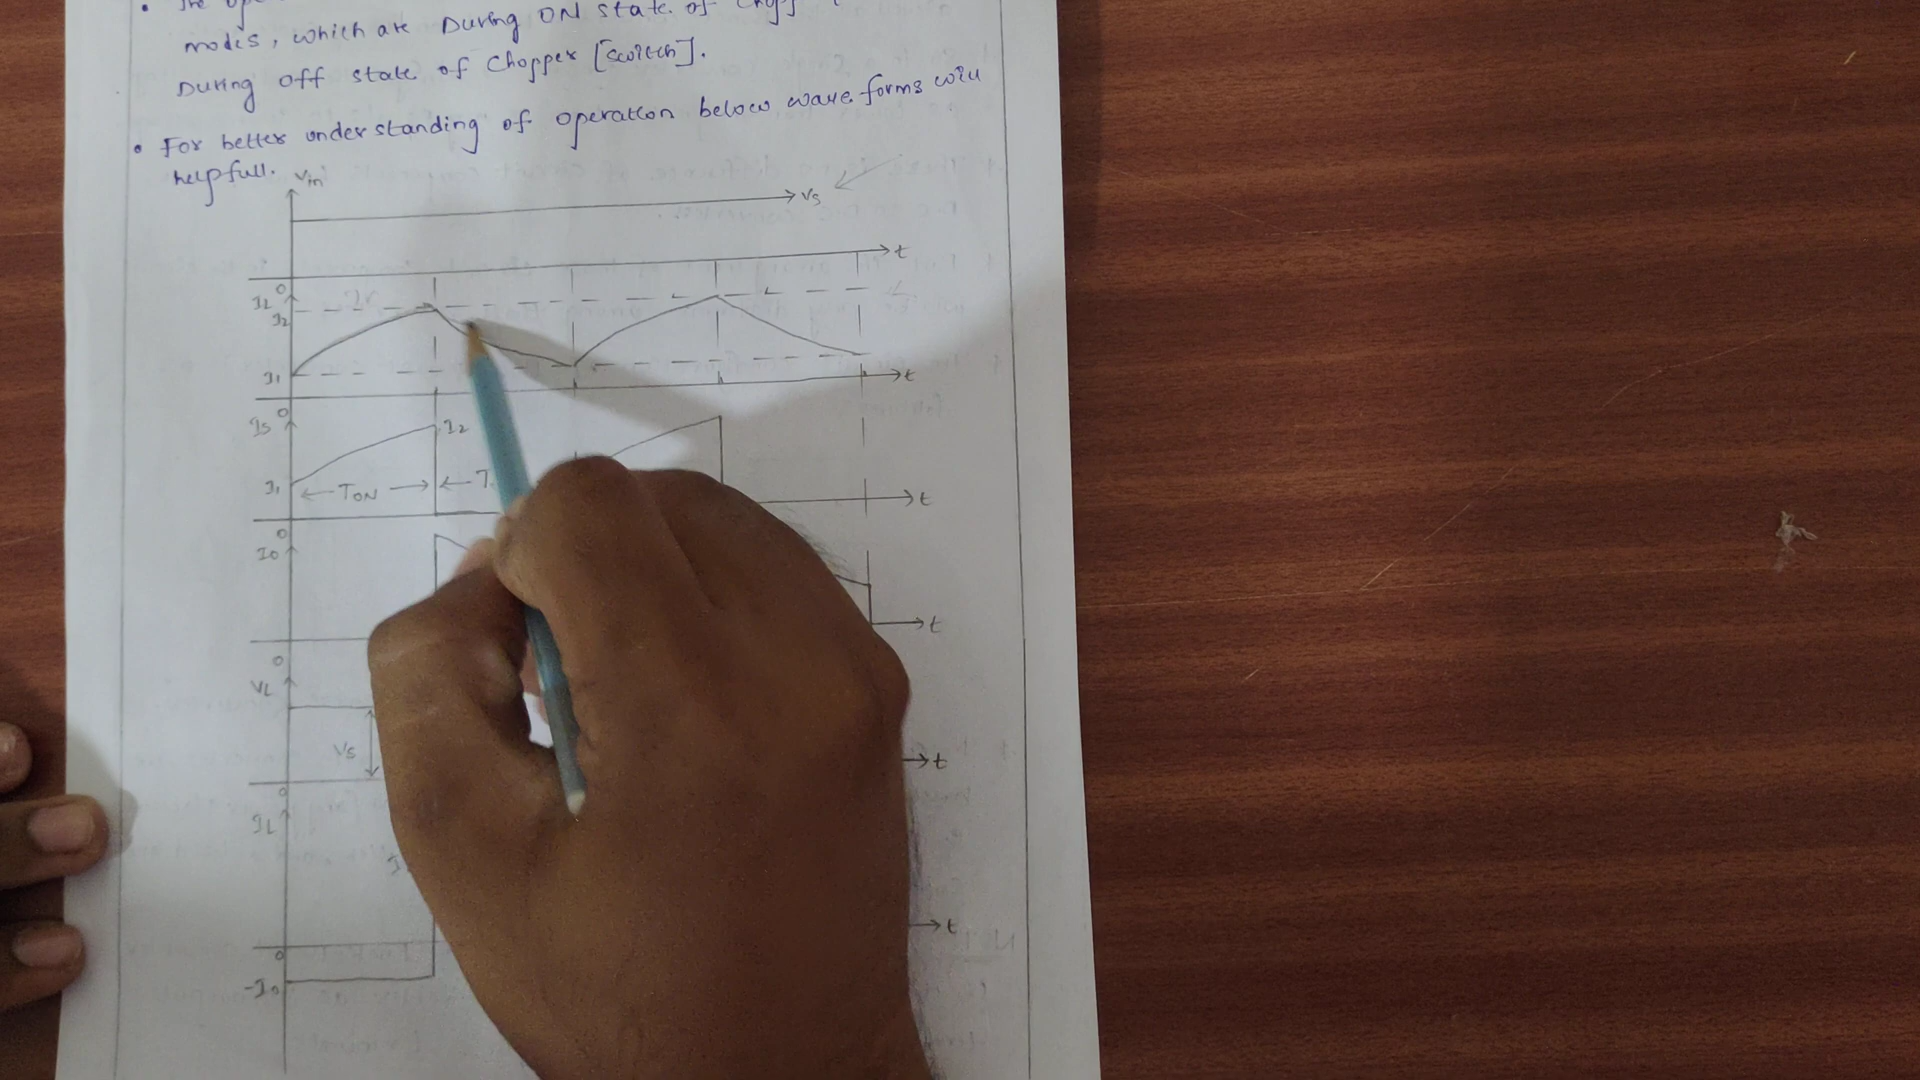 modes, which are During ON state of
During off state of Chopper [switch].
• For better understanding of operation below wave forms will
helpfull.
Vin
Vs
t
0
IL
I2
I1
t
0
Is
I2
I1
TON
t
0
Io
t
0
VL
Vs
t
0
t
0
-Io